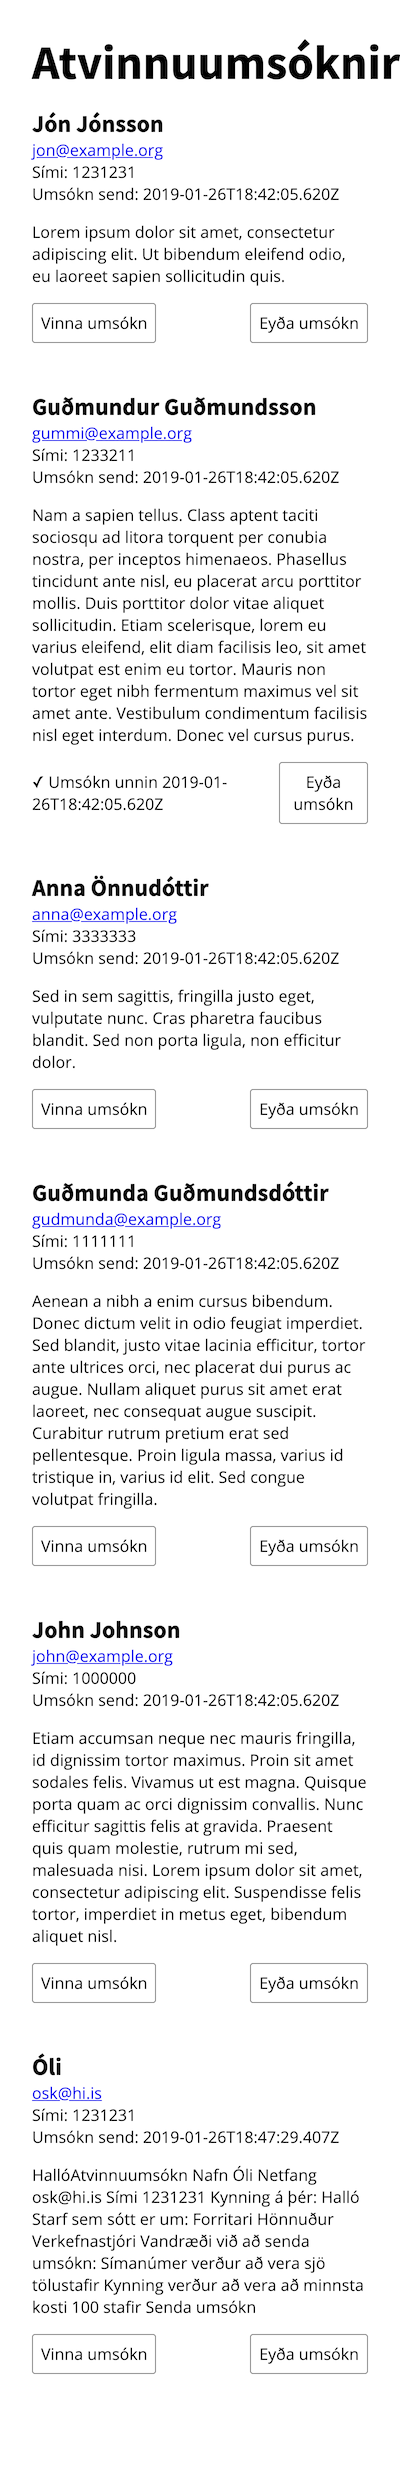 Atvinnuumsóknir
Jón Jónsson
jon@example.org
Sími: 1231231
Umsókn send: 2019-01-26T18:42:05.620Z
Lorem ipsum dolor sit amet, consectetur
adipiscing elit. Ut bibendum eleifend odio,
eu laoreet sapien sollicitudin quis.
Vinna umsókn Eyða umsókn
Guðmundur Guðmundsson
gummi@example.org
Sími: 1233211
Umsókn send: 2019-01-26T18:42:05.620Z
Nam a sapien tellus. Class aptent taciti
sociosqu ad litora torquent per conubia
nostra, per inceptos himenaeos. Phasellus
tincidunt ante nisl, eu placerat arcu porttitor
mollis. Duis porttitor dolor vitae aliquet
sollicitudin. Etiam scelerisque, lorem eu
varius eleifend, elit diam facilisis leo, sit amet
volutpat est enim eu tortor. Mauris non
tortor eget nibh fermentum maximus vel sit
amet ante. Vestibulum condimentum facilisis
nisl eget interdum. Donec vel cursus purus.
✓ Umsókn unnin 2019-01- Eyða
26T18:42:05.620Z umsókn
Anna Önnudóttir
anna@example.org
Sími: 3333333
Umsókn send: 2019-01-26T18:42:05.620Z
Sed in sem sagittis, fringilla justo eget,
vulputate nunc. Cras pharetra faucibus
blandit. Sed non porta ligula, non efficitur
dolor.
Vinna umsókn Eyða umsókn
Guðmunda Guðmundsdóttir
gudmunda@example.org
Sími: 1111111
Umsókn send: 2019-01-26T18:42:05.620Z
Aenean a nibh a enim cursus bibendum.
Donec dictum velit in odio feugiat imperdiet.
Sed blandit, justo vitae lacinia efficitur, tortor
ante ultrices orci, nec placerat dui purus ac
augue. Nullam aliquet purus sit amet erat
laoreet, nec consequat augue suscipit.
Curabitur rutrum pretium erat sed
pellentesque. Proin ligula massa, varius id
tristique in, varius id elit. Sed congue
volutpat fringilla.
Vinna umsókn Eyða umsókn
John Johnson
john@example.org
Sími: 1000000
Umsókn send: 2019-01-26T18:42:05.620Z
Etiam accumsan neque nec mauris fringilla,
id dignissim tortor maximus. Proin sit amet
sodales felis. Vivamus ut est magna. Quisque
porta quam ac orci dignissim convallis. Nunc
efficitur sagittis felis at gravida. Praesent
quis quam molestie, rutrum mi sed,
malesuada nisi. Lorem ipsum dolor sit amet,
consectetur adipiscing elit. Suspendisse felis
tortor, imperdiet in metus eget, bibendum
aliquet nisl.
Vinna umsókn Eyða umsókn
Óli
osk@hi.is
Sími: 1231231
Umsókn send: 2019-01-26T18:47:29.407Z
HallóAtvinnuumsókn Nafn Óli Netfang
osk@hi.is Sími 1231231 Kynning á þér: Halló
Starf sem sótt er um: Forritari Hönnuður
Verkefnastjóri Vandræði við að senda
umsókn: Símanúmer verður að vera sjö
tölustafir Kynning verður að vera að minnsta
kosti 100 stafir Senda umsókn
Vinna umsókn Eyða umsókn